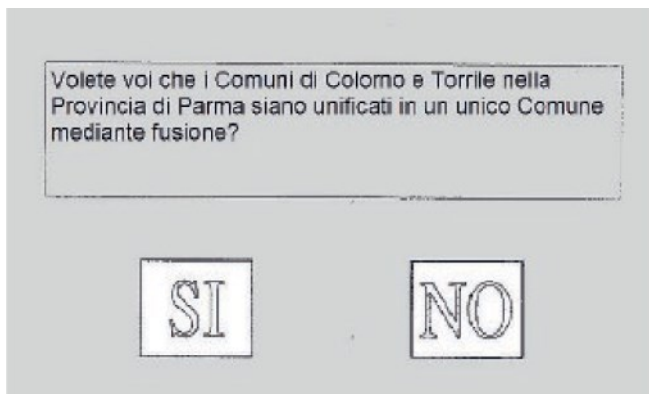 Volete voi che i Comuni di Colorno e Torrile nella
Provincia di Parma siano unificati in un unico Comune
mediante fusione?
SI NO